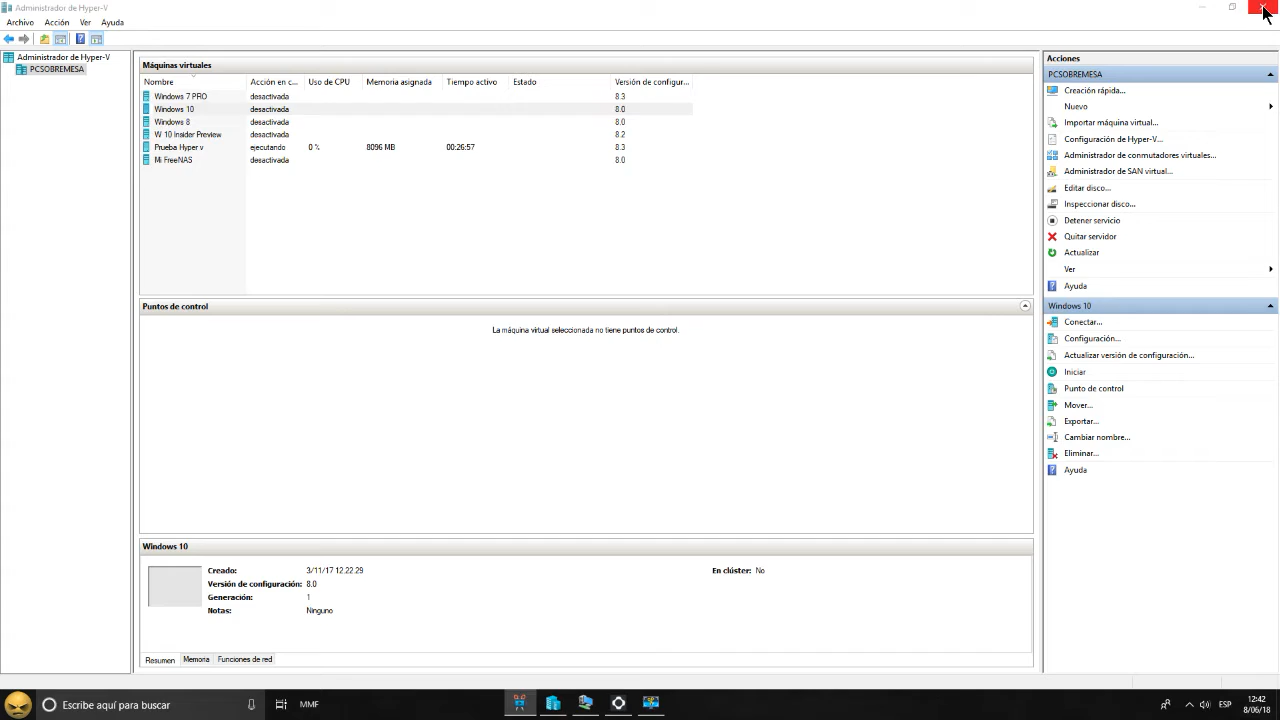 Administrador de Hyper-V
Archivo Acción Ver Ayuda
Administrador de Hyper-V
PCSOBREMESA
Máquinas virtuales
Nombre Acción en c... Uso de CPU Memoria asignada Tiempo activo Estado Versión de configur...
Windows 7 PRO desactivada 8.3
Windows 10 desactivada 8.0
Windows 8 desactivada 8.0
W 10 Insider Preview desactivada 8.2
Prueba Hyper v ejecutando 0 % 8096 MB 00:26:57 8.3
Mi FreeNAS desactivada 8.0
Puntos de control
La máquina virtual seleccionada no tiene puntos de control.
Windows 10
Creado: 3/11/17 12.22.29 En clúster: No
Versión de configuración: 8.0
Generación: 1
Notas: Ninguno
Resumen Memoria Funciones de red
Acciones
PCSOBREMESA
Creación rápida...
Nuevo
Importar máquina virtual...
Configuración de Hyper-V...
Administrador de conmutadores virtuales...
Administrador de SAN virtual...
Editar disco...
Inspeccionar disco...
Detener servicio
Quitar servidor
Actualizar
Ver
Ayuda
Windows 10
Conectar...
Configuración...
Actualizar versión de configuración...
Iniciar
Punto de control
Mover...
Exportar...
Cambiar nombre...
Eliminar...
Ayuda
Escribe aquí para buscar MMF ESP 12:42
8/06/18